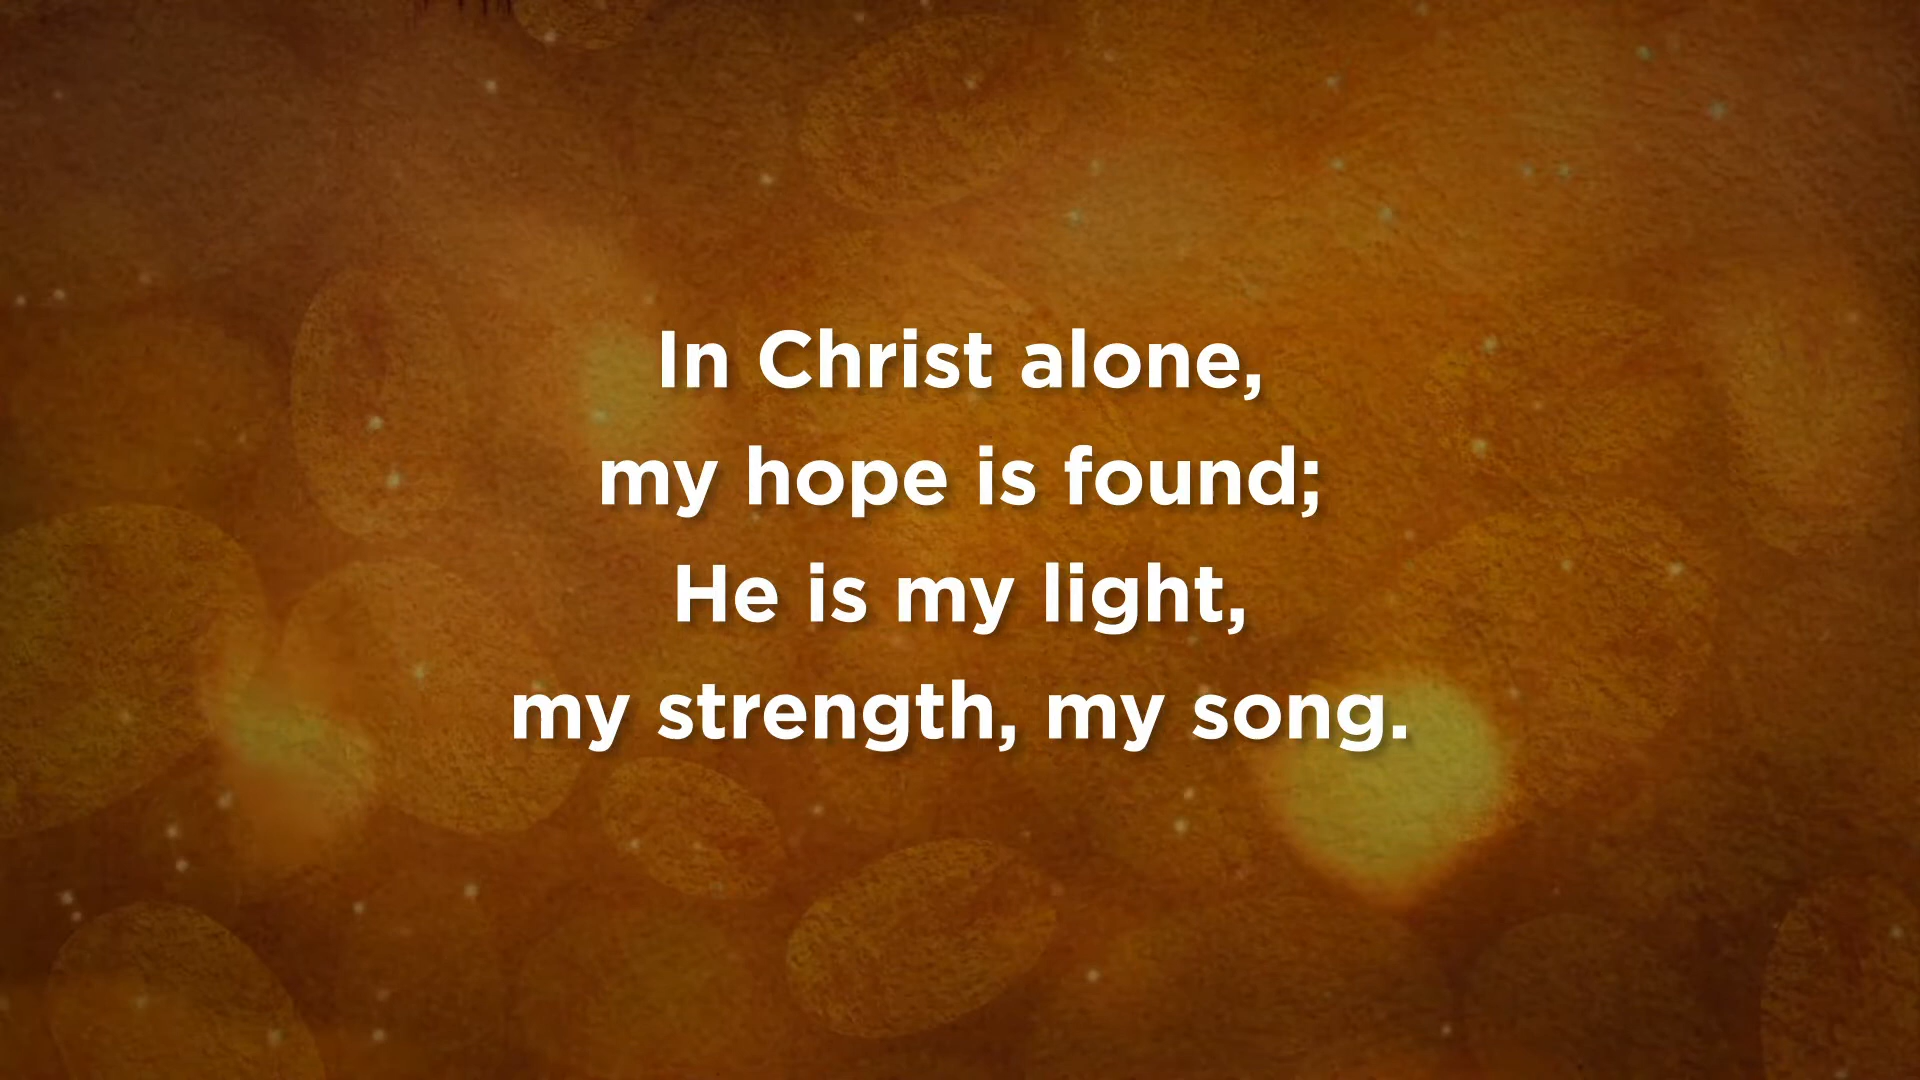 In Christ alone,
my hope is found;
He is my light,
my strength, my song.